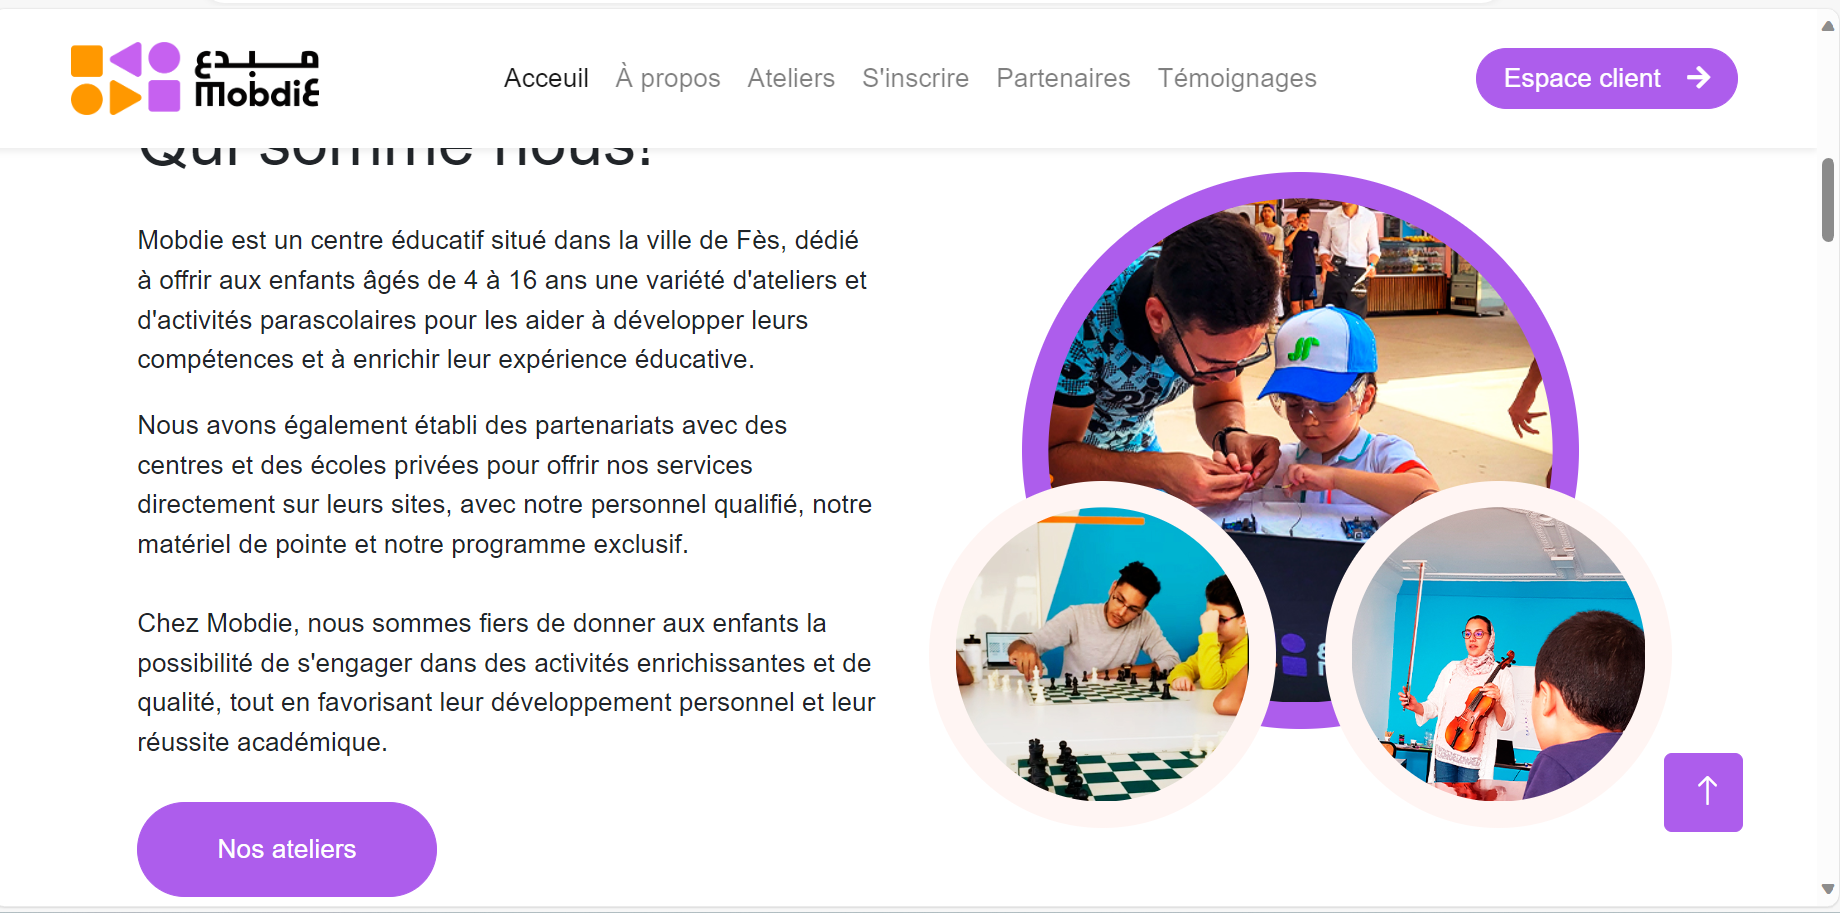 مبدع
Mobdie
Acceuil À propos Ateliers S'inscrire Partenaires Témoignages
Espace client
Qui somme nous!
Mobdie est un centre éducatif situé dans la ville de Fès, dédié
à offrir aux enfants âgés de 4 à 16 ans une variété d'ateliers et
d'activités parascolaires pour les aider à développer leurs
compétences et à enrichir leur expérience éducative.
Nous avons également établi des partenariats avec des
centres et des écoles privées pour offrir nos services
directement sur leurs sites, avec notre personnel qualifié, notre
matériel de pointe et notre programme exclusif.
Chez Mobdie, nous sommes fiers de donner aux enfants la
possibilité de s'engager dans des activités enrichissantes et de
qualité, tout en favorisant leur développement personnel et leur
réussite académique.
Nos ateliers